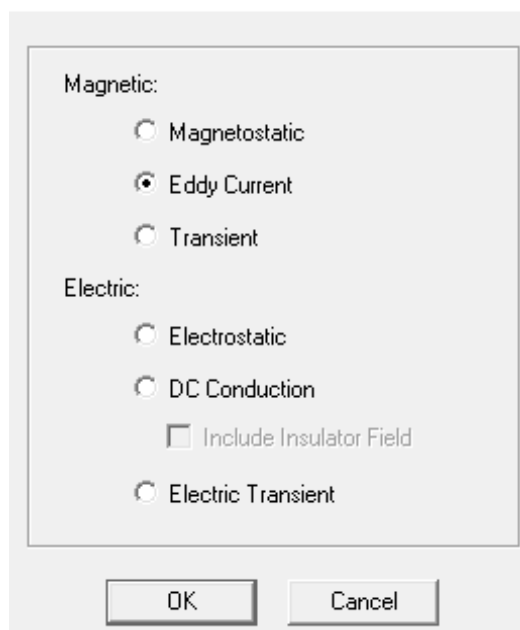 Magnetic:
Magnetostatic
Eddy Current
Transient
Electric:
Electrostatic
DC Conduction
Include Insulator Field
Electric Transient
OK Cancel